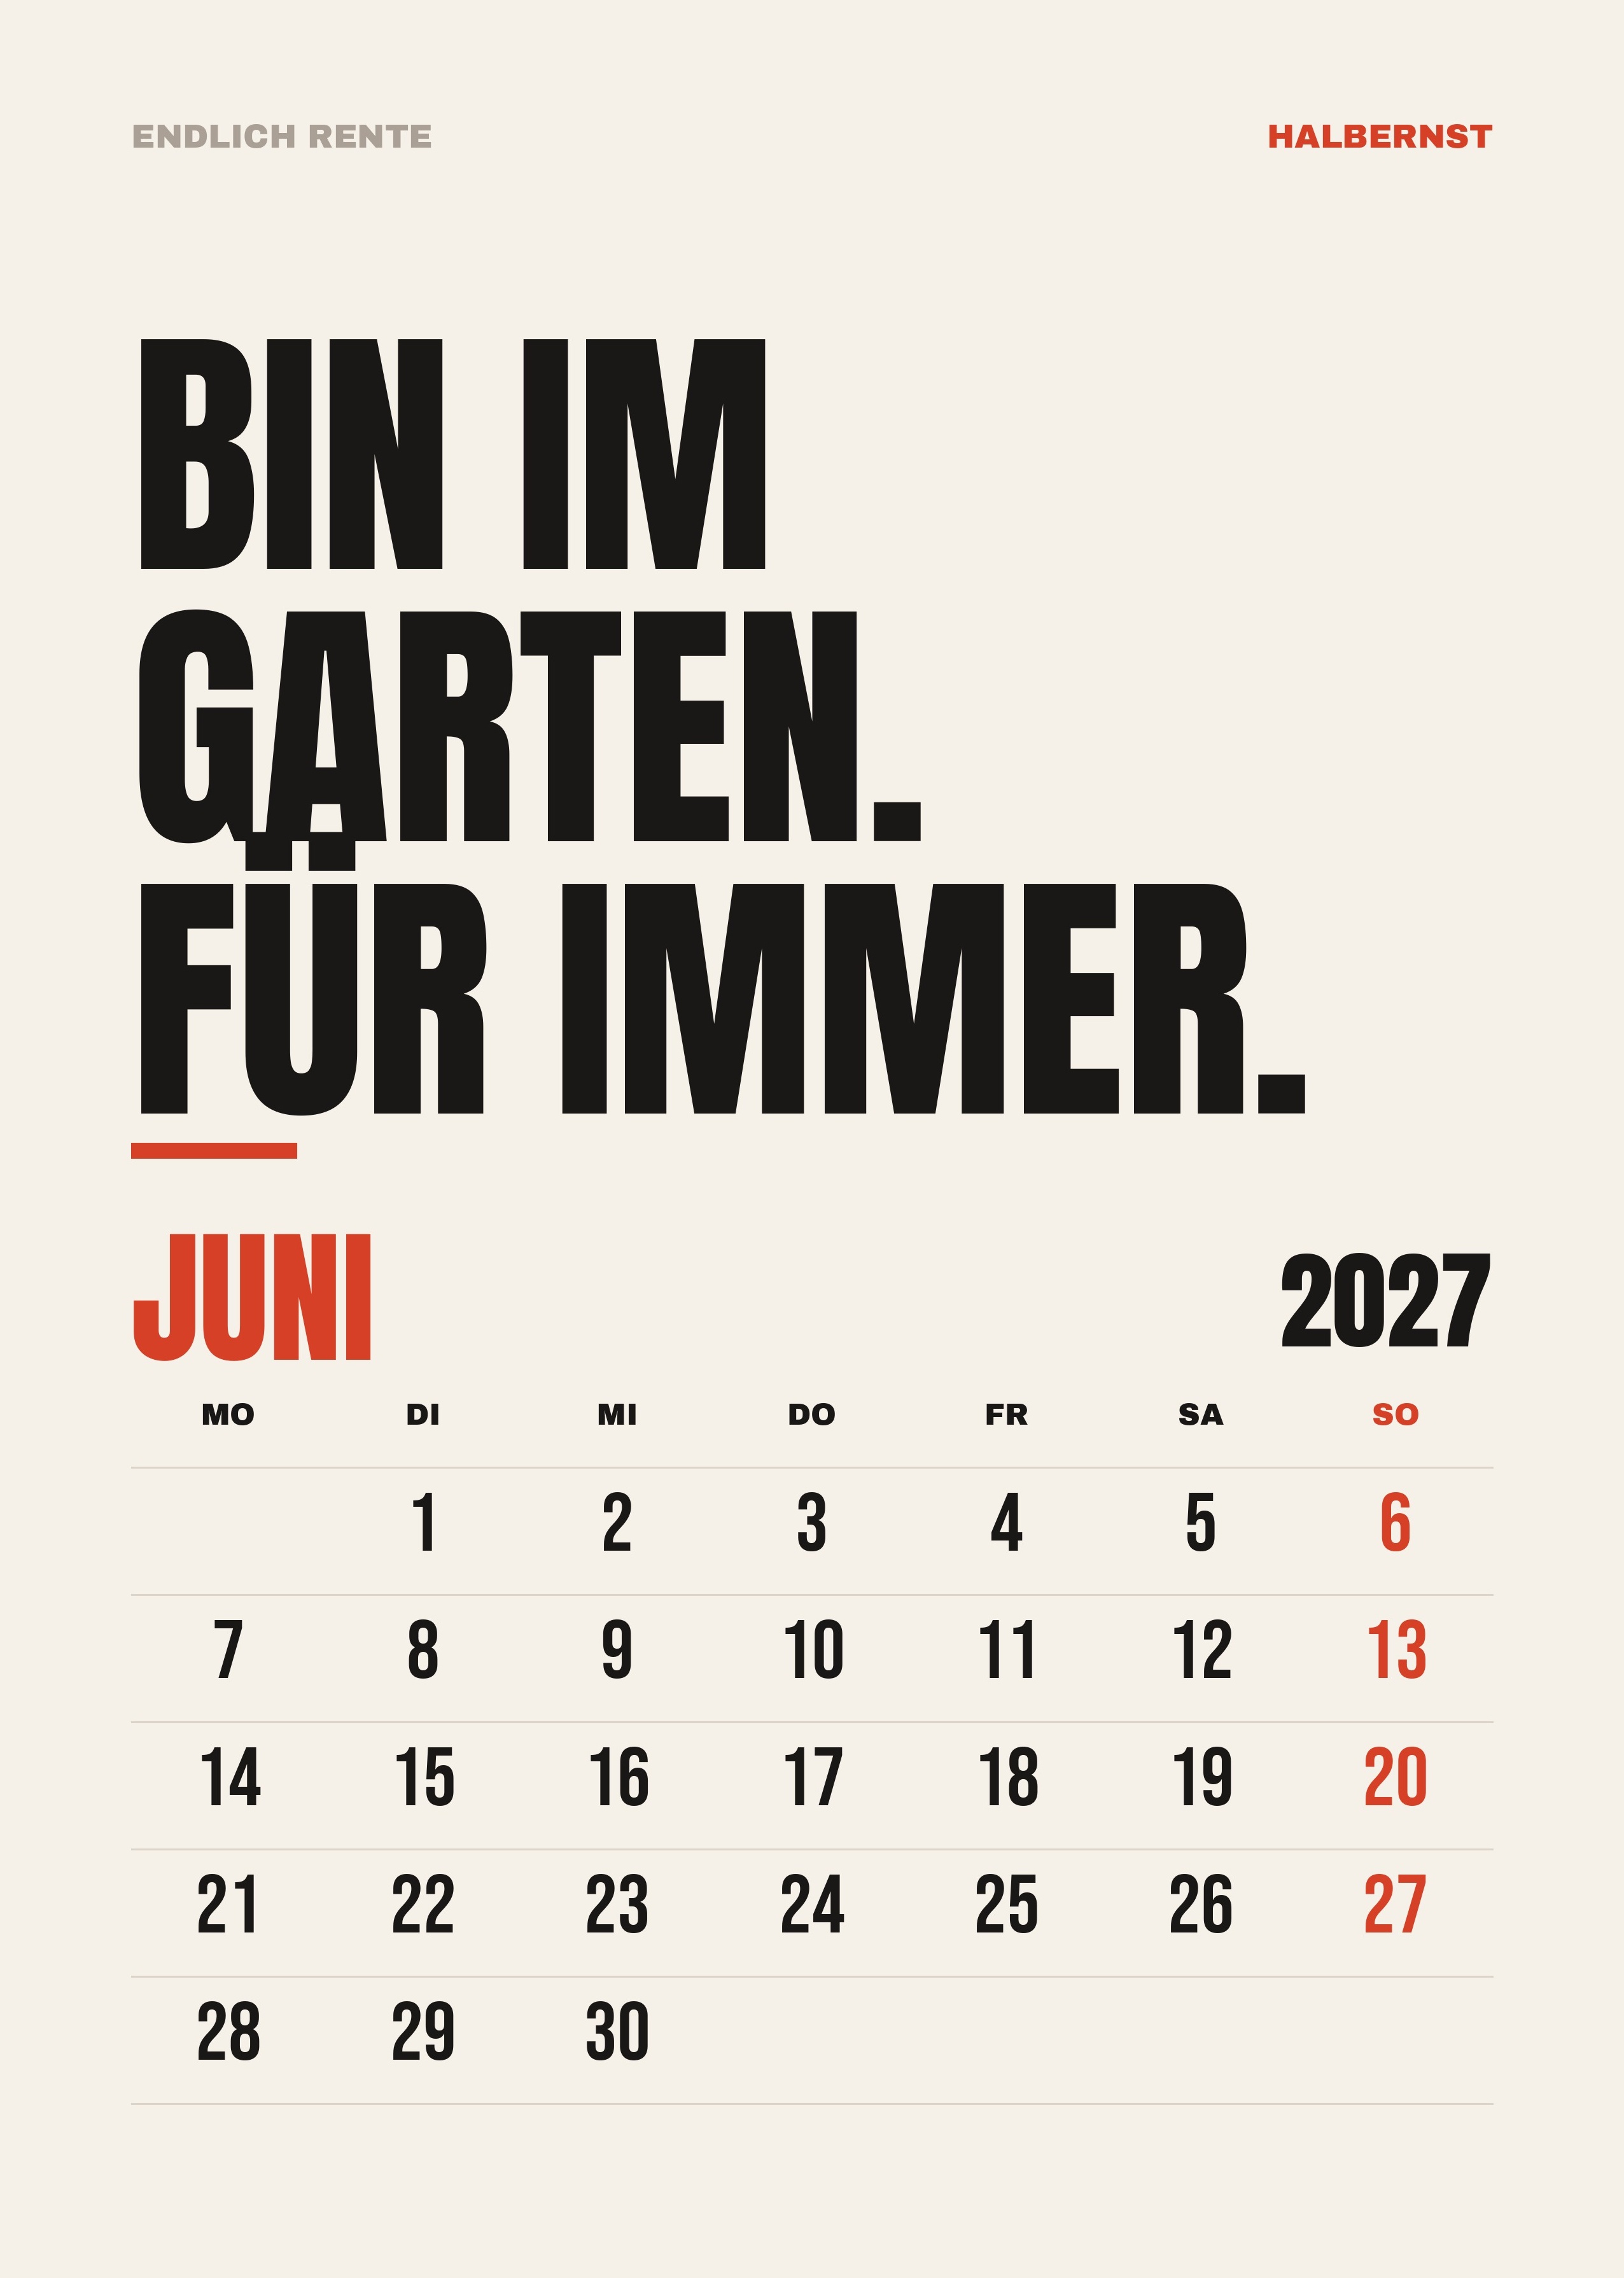 ENDLICH RENTE HALBERNST
BIN IM
GARTEN.
FÜR IMMER.
JUNI 2027
MO DI MI DO FR SA SO
1 2 3 4 5 6
7 8 9 10 11 12 13
14 15 16 17 18 19 20
21 22 23 24 25 26 27
28 29 30